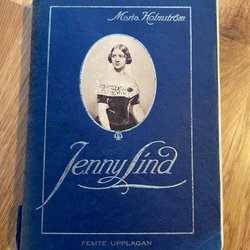 Maria Holmström
Jenny Lind
FEMTE UPPLAGAN